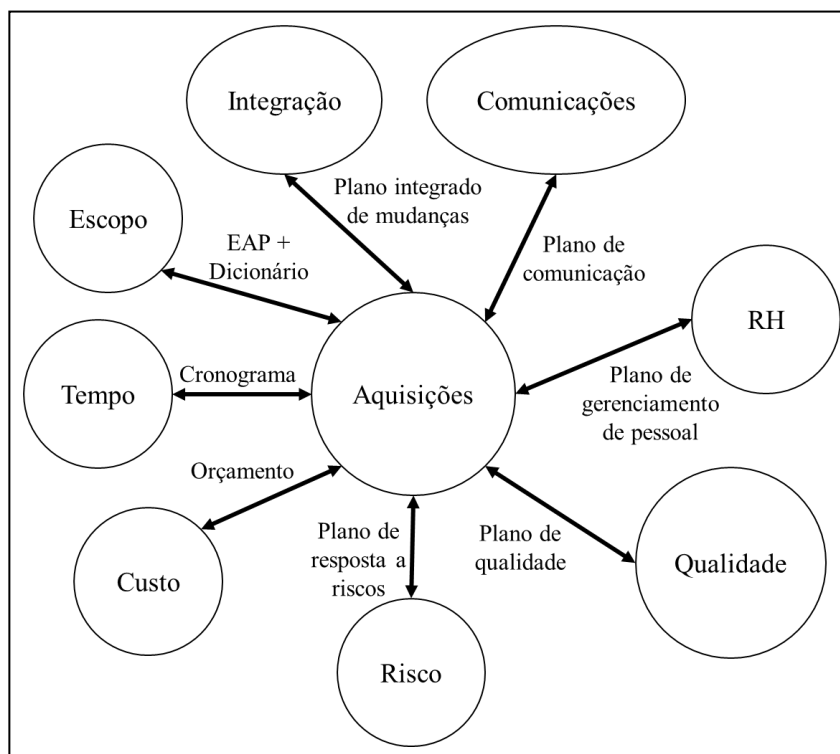 Integração
Comunicações
Plano integrado
de mudanças
Escopo
EAP +
Dicionário
Plano de
comunicação
RH
Tempo
Cronograma
Aquisições
Plano de
gerenciamento
de pessoal
Orçamento
Custo
Plano de
resposta a
riscos
Plano de
qualidade
Qualidade
Risco